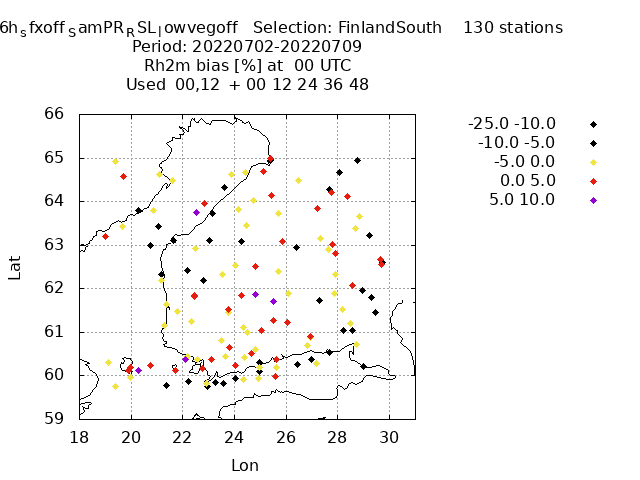 6h_sfxoff_SamPR_RSL_lowvegoff Selection: FinlandSouth 130 stations
Period: 20220702-20220709
Rh2m bias [%] at 00 UTC
Used 00,12 + 00 12 24 36 48
66
65
64
63
62
61
60
59
18 20 22 24 26 28 30
Lat
Lon
-25.0 -10.0
-10.0 -5.0
-5.0 0.0
0.0 5.0
5.0 10.0